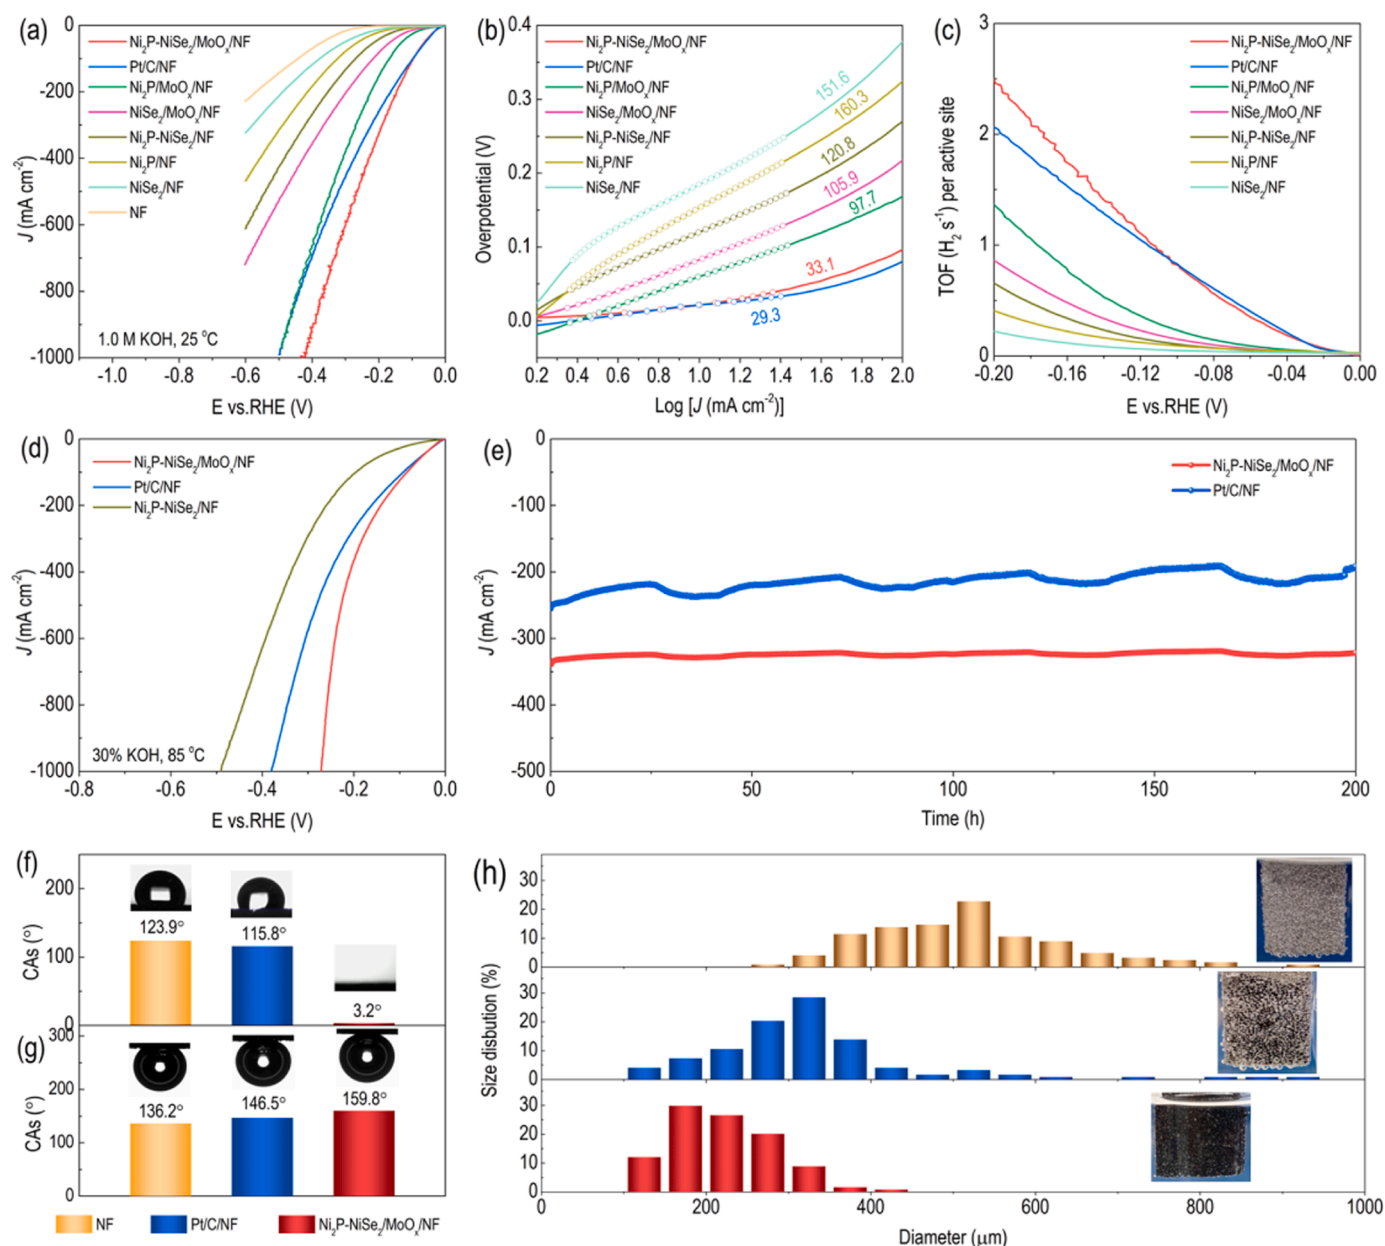 (a)
0
-200
-400
-600
-800
-1000
J (mA cm⁻²)
Ni₂P-NiSe₂/MoOₓ/NF
Pt/C/NF
Ni₂P/MoOₓ/NF
NiSe₂/MoOₓ/NF
Ni₂P-NiSe₂/NF
Ni₂P/NF
NiSe₂/NF
NF
1.0 M KOH, 25 °C
-1.0 -0.8 -0.6 -0.4 -0.2 0.0
E vs.RHE (V)
(b)
0.4
0.3
0.2
0.1
0.0
Overpotential (V)
Ni₂P-NiSe₂/MoOₓ/NF
Pt/C/NF
Ni₂P/MoOₓ/NF
NiSe₂/MoOₓ/NF
Ni₂P-NiSe₂/NF
Ni₂P/NF
NiSe₂/NF
151.6
160.3
120.8
105.9
97.7
33.1
29.3
0.2 0.4 0.6 0.8 1.0 1.2 1.4 1.6 1.8 2.0
Log [J (mA cm⁻²)]
(c)
3
2
1
0
TOF (H₂ s⁻¹) per active site
Ni₂P-NiSe₂/MoOₓ/NF
Pt/C/NF
Ni₂P/MoOₓ/NF
NiSe₂/MoOₓ/NF
Ni₂P-NiSe₂/NF
Ni₂P/NF
NiSe₂/NF
-0.20 -0.16 -0.12 -0.08 -0.04 0.00
E vs.RHE (V)
(d)
0
-200
-400
-600
-800
-1000
J (mA cm⁻²)
Ni₂P-NiSe₂/MoOₓ/NF
Pt/C/NF
Ni₂P-NiSe₂/NF
30% KOH, 85 °C
-0.8 -0.6 -0.4 -0.2 0.0
E vs.RHE (V)
(e)
0
-100
-200
-300
-400
-500
J (mA cm⁻²)
Ni₂P-NiSe₂/MoOₓ/NF
Pt/C/NF
0 50 100 150 200
Time (h)
(f)
200
100
0
CAs (°)
123.9°
115.8°
3.2°
(g)
300
200
100
0
CAs (°)
136.2°
146.5°
159.8°
NF
Pt/C/NF
Ni₂P-NiSe₂/MoOₓ/NF
(h)
30
20
10
0
30
20
10
0
30
20
10
0
Size disbution (%)
200 400 600 800 1000
Diameter (μm)